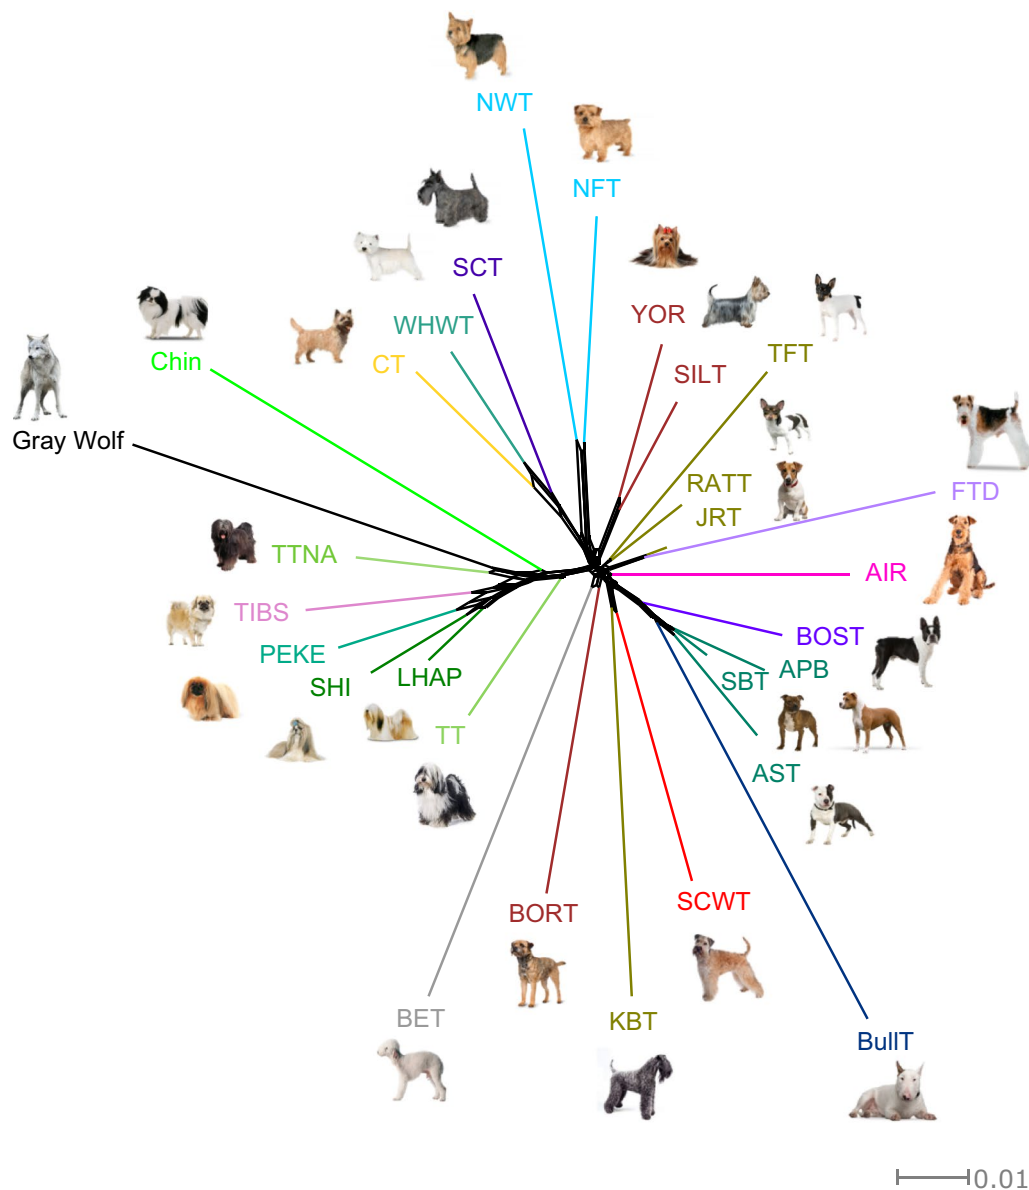 NWT
NFT
SCT
YOR
WHWT
TFT
Chin
CT
SILT
Gray Wolf
RATT
FTD
JRT
TTNA
AIR
TIBS
BOST
PEKE
APB
LHAP
SBT
SHI
TT
AST
SCWT
BORT
BET
KBT
BullT
0.01